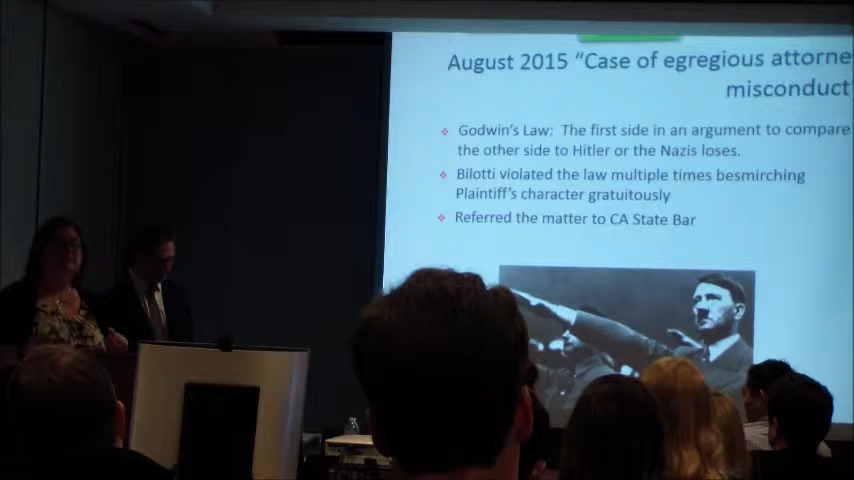 August 2015 “Case of egregious attorne
misconduct
Godwin’s Law: The first side in an argument to compare
the other side to Hitler or the Nazis loses.
Bilotti violated the law multiple times besmirching
Plaintiff’s character gratuitously
Referred the matter to CA State Bar